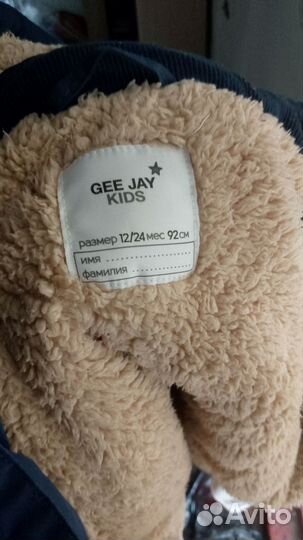 GEE JAY
KIDS
размер 12/24 мес 92 см
имя
фамилия
Avito